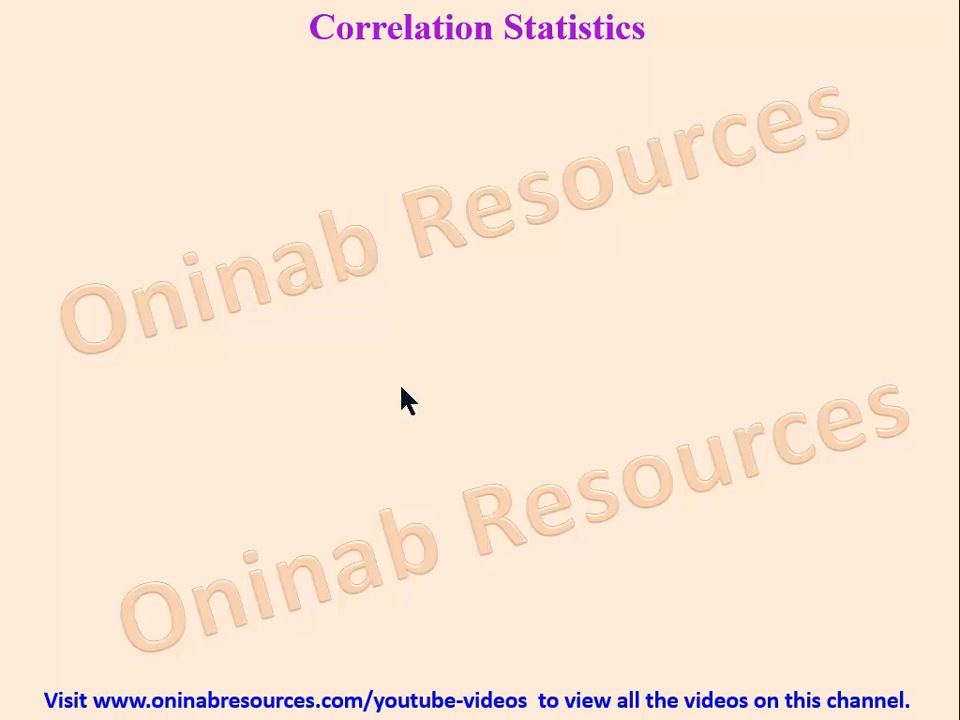 Correlation Statistics
Oninab Resources
Oninab Resources
Visit www.oninabresources.com/youtube-videos to view all the videos on this channel.